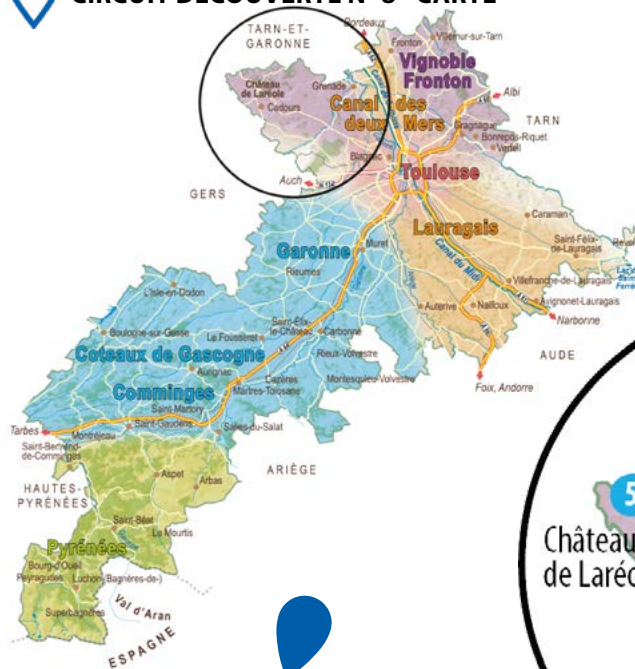 CIRCUIT DÉCOUVERTE N°8 - CARTE
TARN-ET-
GARONNE
Bordeaux
Villemur-sur-Tarn
Fronton
Vignoble
Fronton
Château
de Laréole
Grenade
Cadours
Canal des
deux Mers
Albi
TARN
Gragnague
Bonrepos-Riquet
Verfeil
Blagnac
Toulouse
Auch
GERS
Lauragais
Caraman
Saint-Félix-
de-Lauragais
Revel
Garonne
Muret
Canal du Midi
Rieumes
Villefranche-de-Lauragais
Avignonet-Lauragais
L'Isle-en-Dodon
Auterive
Nailloux
Narbonne
Boulogne-sur-Gesse
Le Fousseret
Saint-Élix-
le-Château
Carbonne
AUDE
Coteaux de Gascogne
Rieux-Volvestre
Aurignac
Cazères
Montesquieu-Volvestre
Foix, Andorre
Comminges
Martres-Tolosane
Saint-Martory
Tarbes
Montréjeau
Saint-Gaudens
Salies-du-Salat
Saint-Bertrand-
de-Comminges
Aspet
ARIÈGE
HAUTES-
PYRÉNÉES
Arbas
Saint-Béat
Le Mourtis
Pyrénées
Bourg-d'Oueil
Peyragudes
Luchon (Bagnères-de-)
Superbagnères
Val d'Aran
ESPAGNE
5
Château
de Laréo